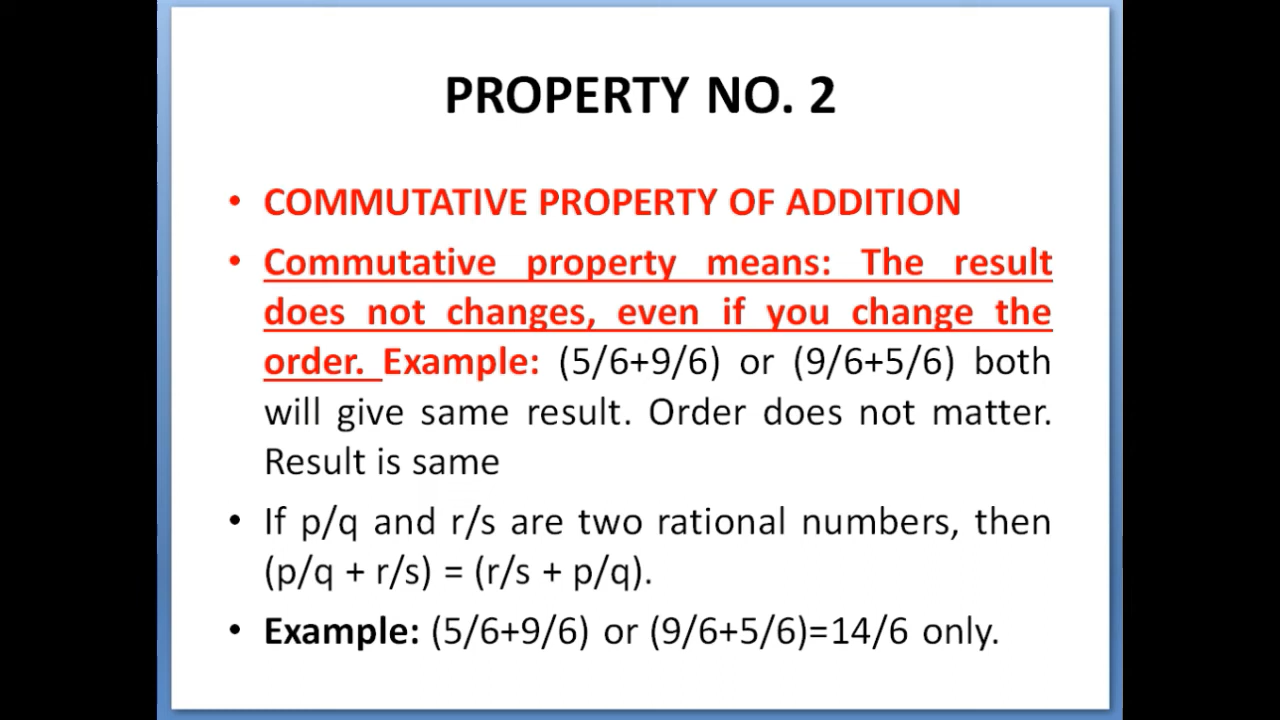 PROPERTY NO. 2
• COMMUTATIVE PROPERTY OF ADDITION
• Commutative property means: The result
does not changes, even if you change the
order. Example: (5/6+9/6) or (9/6+5/6) both
will give same result. Order does not matter.
Result is same
• If p/q and r/s are two rational numbers, then
(p/q + r/s) = (r/s + p/q).
• Example: (5/6+9/6) or (9/6+5/6)=14/6 only.